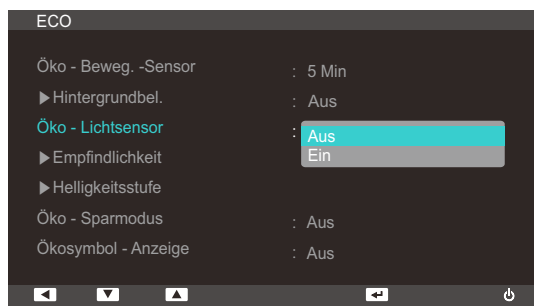 ECO
Öko - Beweg. -Sensor : 5 Min
▶Hintergrundbel. : Aus
Öko - Lichtsensor : Aus
▶Empfindlichkeit Ein
▶Helligkeitsstufe
Öko - Sparmodus : Aus
Ökosymbol - Anzeige : Aus